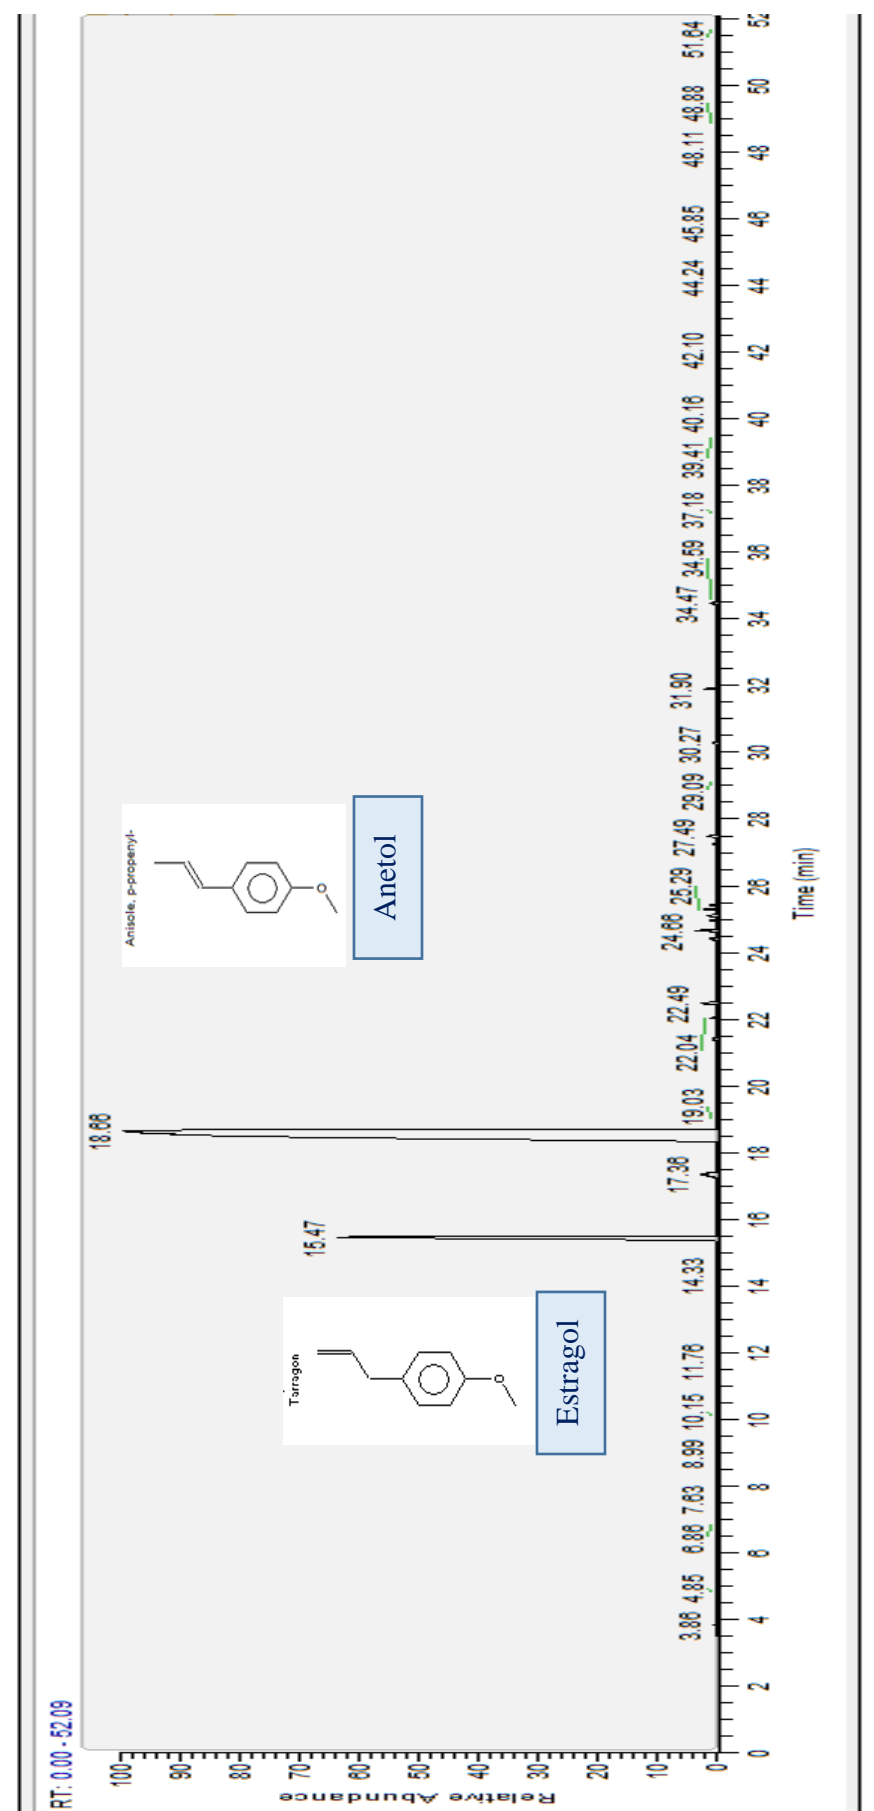 RT: 0.00 - 52.09
100
90
80
70
60
50
40
30
20
10
0
Relative Abundance
18.66
15.47
3.86 4.85 6.86 7.63 8.99 10.15 11.76 14.33 17.36 19.03 22.04 22.49 24.66 25.29 27.49 29.09 30.27 31.90 34.47 34.59 37.18 39.41 40.16 42.10 44.24 45.85 48.11 48.88 51.64
Tarragon
Estragol
Anisole, p-propenyl-
Anetol
O
O
0 2 4 6 8 10 12 14 16 18 20 22 24 26 28 30 32 34 36 38 40 42 44 46 48 50 52
Time (min)